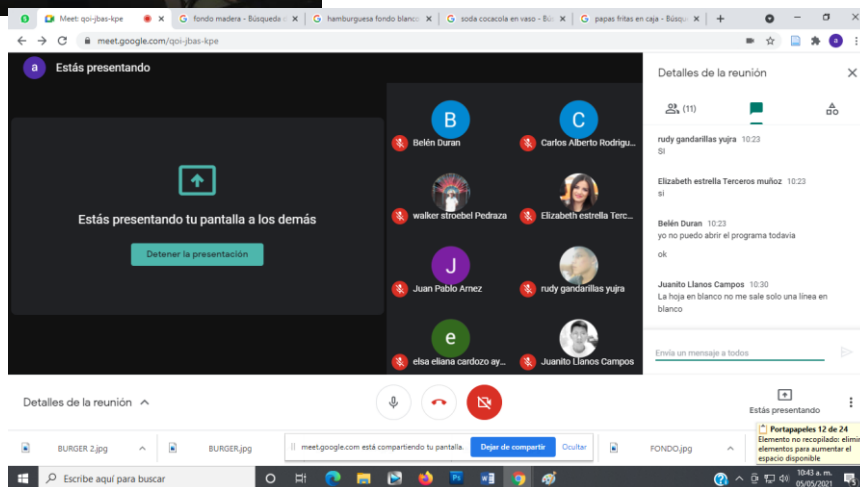 Meet: qoi-jbas-kpe
fondo madera - Búsqueda d
hamburguesa fondo blanco
soda cocacola en vaso - Bús
papas fritas en caja - Búsqu
meet.google.com/qoi-jbas-kpe
a Estás presentando
Estás presentando tu pantalla a los demás
Detener la presentación
B
Belén Duran
C
Carlos Alberto Rodrigu...
walker stroebel Pedraza
Elizabeth estrella Terc...
J
Juan Pablo Arnez
rudy gandarillas yujra
e
elsa eliana cardozo ay...
Juanito Llanos Campos
Detalles de la reunión
(11)
rudy gandarillas yujra 10:23
SI
Elizabeth estrella Terceros muñoz 10:23
si
Belén Duran 10:23
yo no puedo abrir el programa todavia
ok
Juanito Llanos Campos 10:30
La hoja en blanco no me sale solo una línea en
blanco
Envía un mensaje a todos
Detalles de la reunión
Estás presentando
Portapapeles 12 de 24
Elemento no recopilado: elimi
elementos para aumentar el
espacio disponible
BURGER 2.jpg
BURGER.jpg
meet.google.com está compartiendo tu pantalla.
Dejar de compartir
Ocultar
FONDO.jpg
Escribe aquí para buscar
10:43 a. m.
05/05/2021